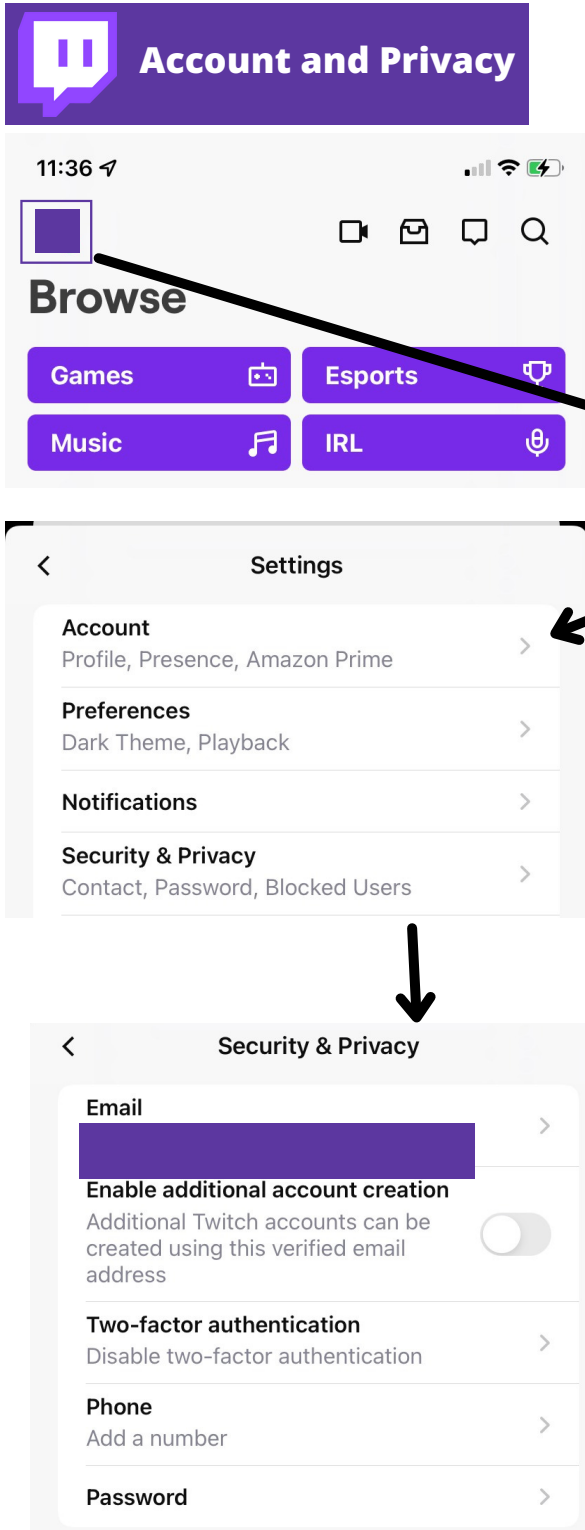 Account and Privacy
11:36
Browse
Games
Esports
Music
IRL
Settings
Account
Profile, Presence, Amazon Prime
Preferences
Dark Theme, Playback
Notifications
Security & Privacy
Contact, Password, Blocked Users
Security & Privacy
Email
Enable additional account creation
Additional Twitch accounts can be
created using this verified email
address
Two-factor authentication
Disable two-factor authentication
Phone
Add a number
Password